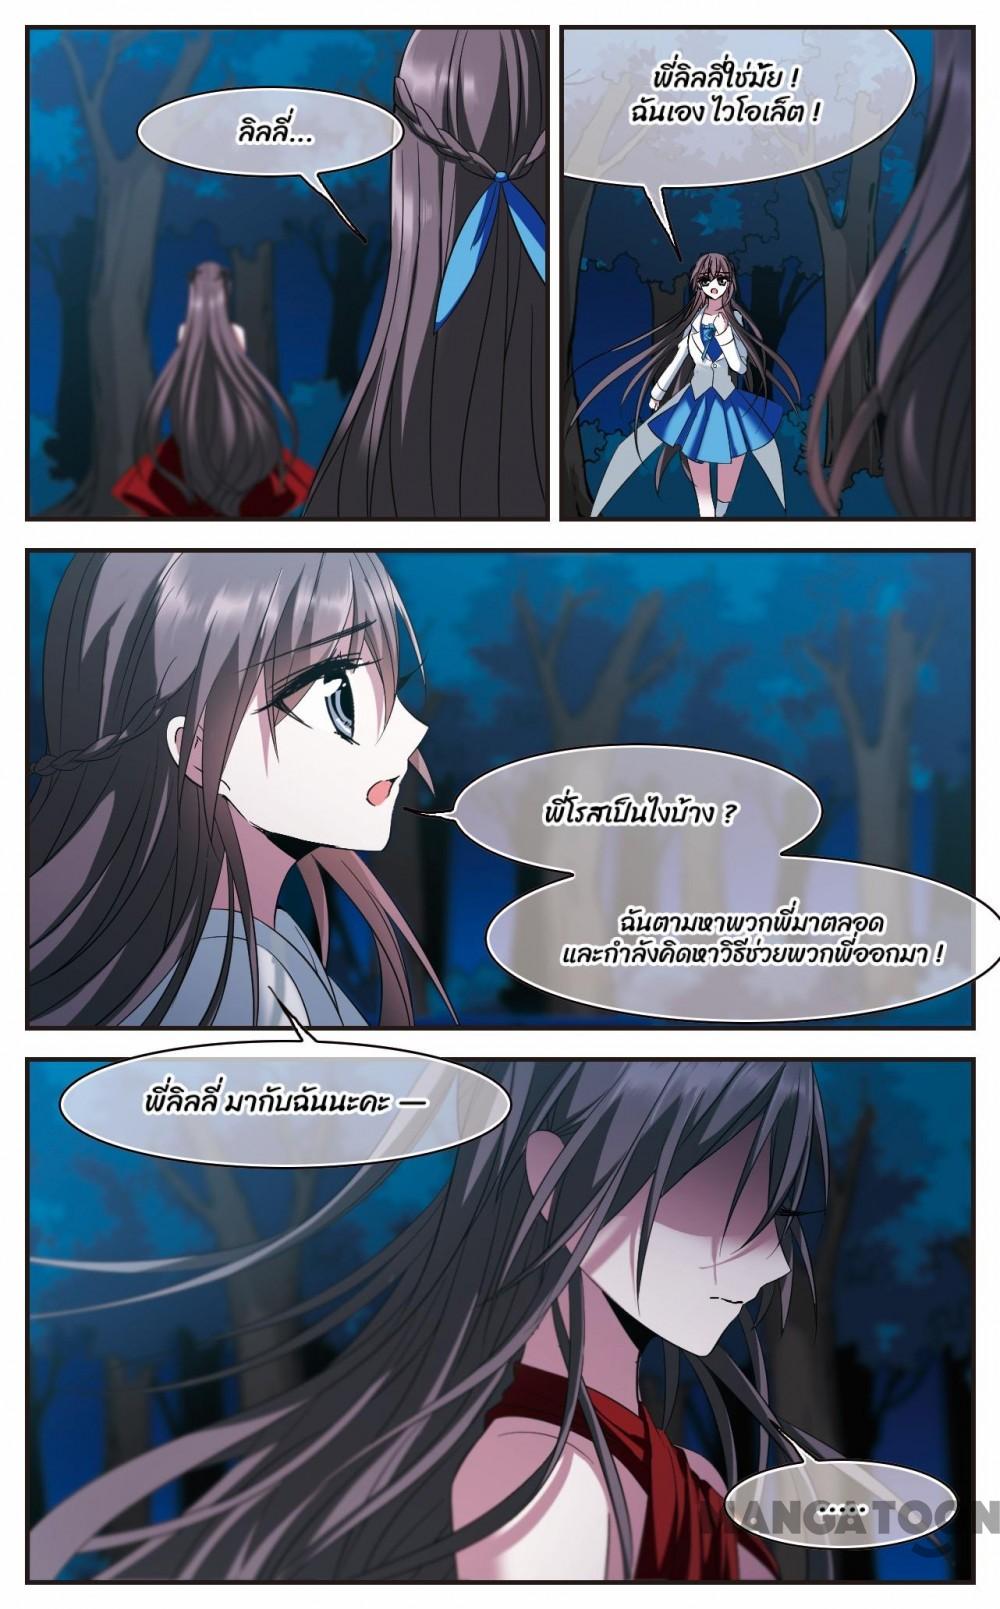 ลิลลี่...
พี่ลิลลี่ใช่มั้ย !
ฉันเอง ไวโอเล็ต !
พี่โรสเป็นไงบ้าง ?
ฉันตามหาพวกพี่มาตลอด
และกำลังคิดหาวิธีช่วยพวกพี่ออกมา !
พี่ลิลลี่ มากับฉันนะคะ —
.....
MANGATOON